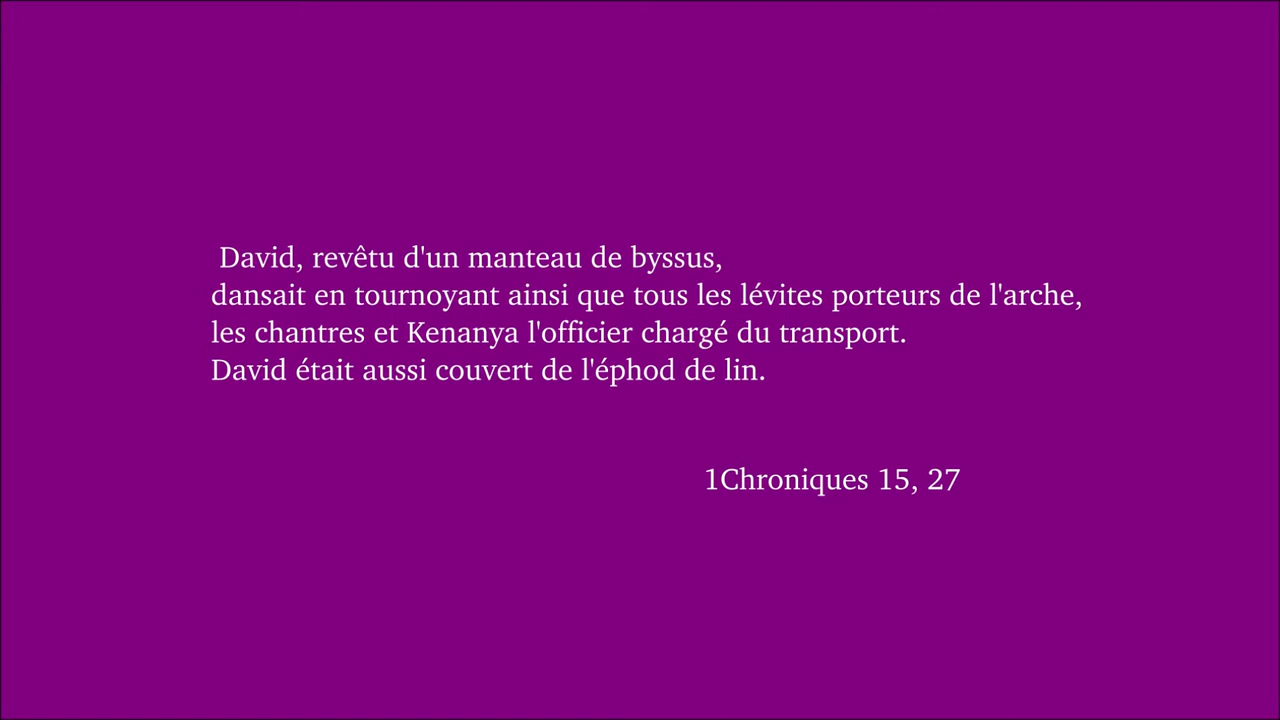 David, revêtu d'un manteau de byssus,
dansait en tournoyant ainsi que tous les lévites porteurs de l'arche,
les chantres et Kenanya l'officier chargé du transport.
David était aussi couvert de l'éphod de lin.
1Chroniques 15, 27